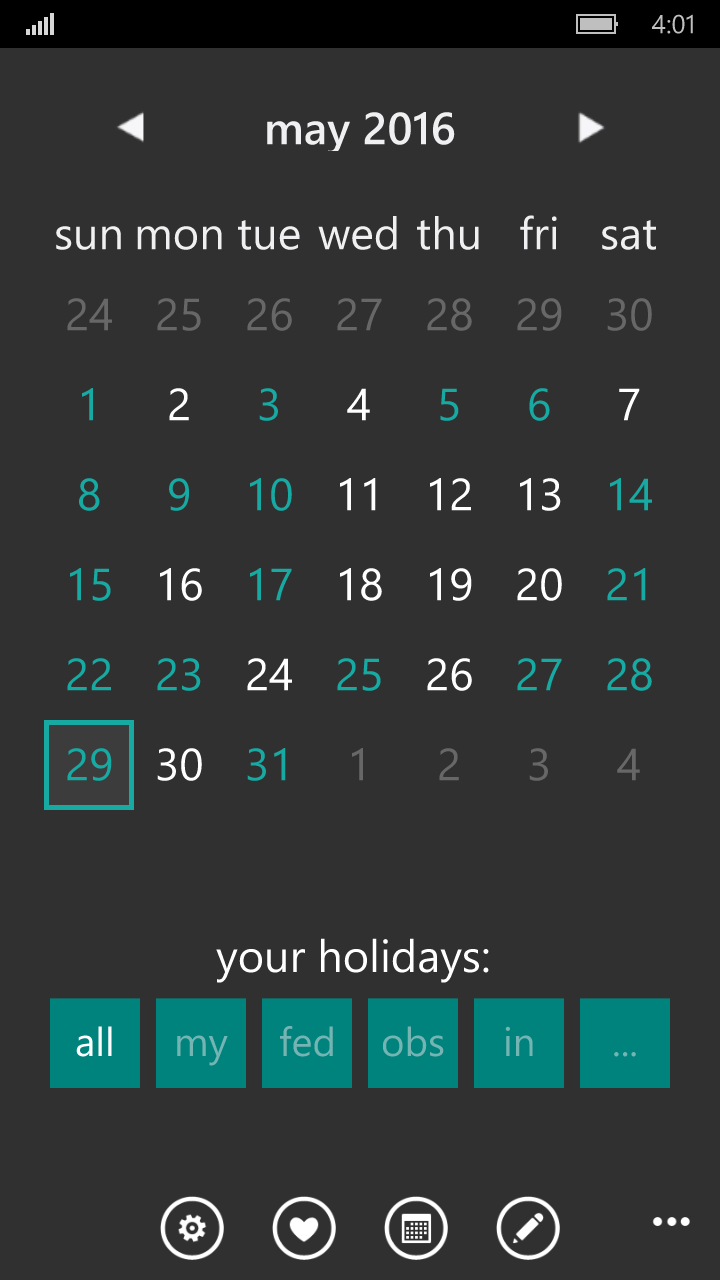 4:01
may 2016
sun mon tue wed thu fri sat
24 25 26 27 28 29 30
1 2 3 4 5 6 7
8 9 10 11 12 13 14
15 16 17 18 19 20 21
22 23 24 25 26 27 28
29 30 31 1 2 3 4
your holidays:
all my fed obs in ...